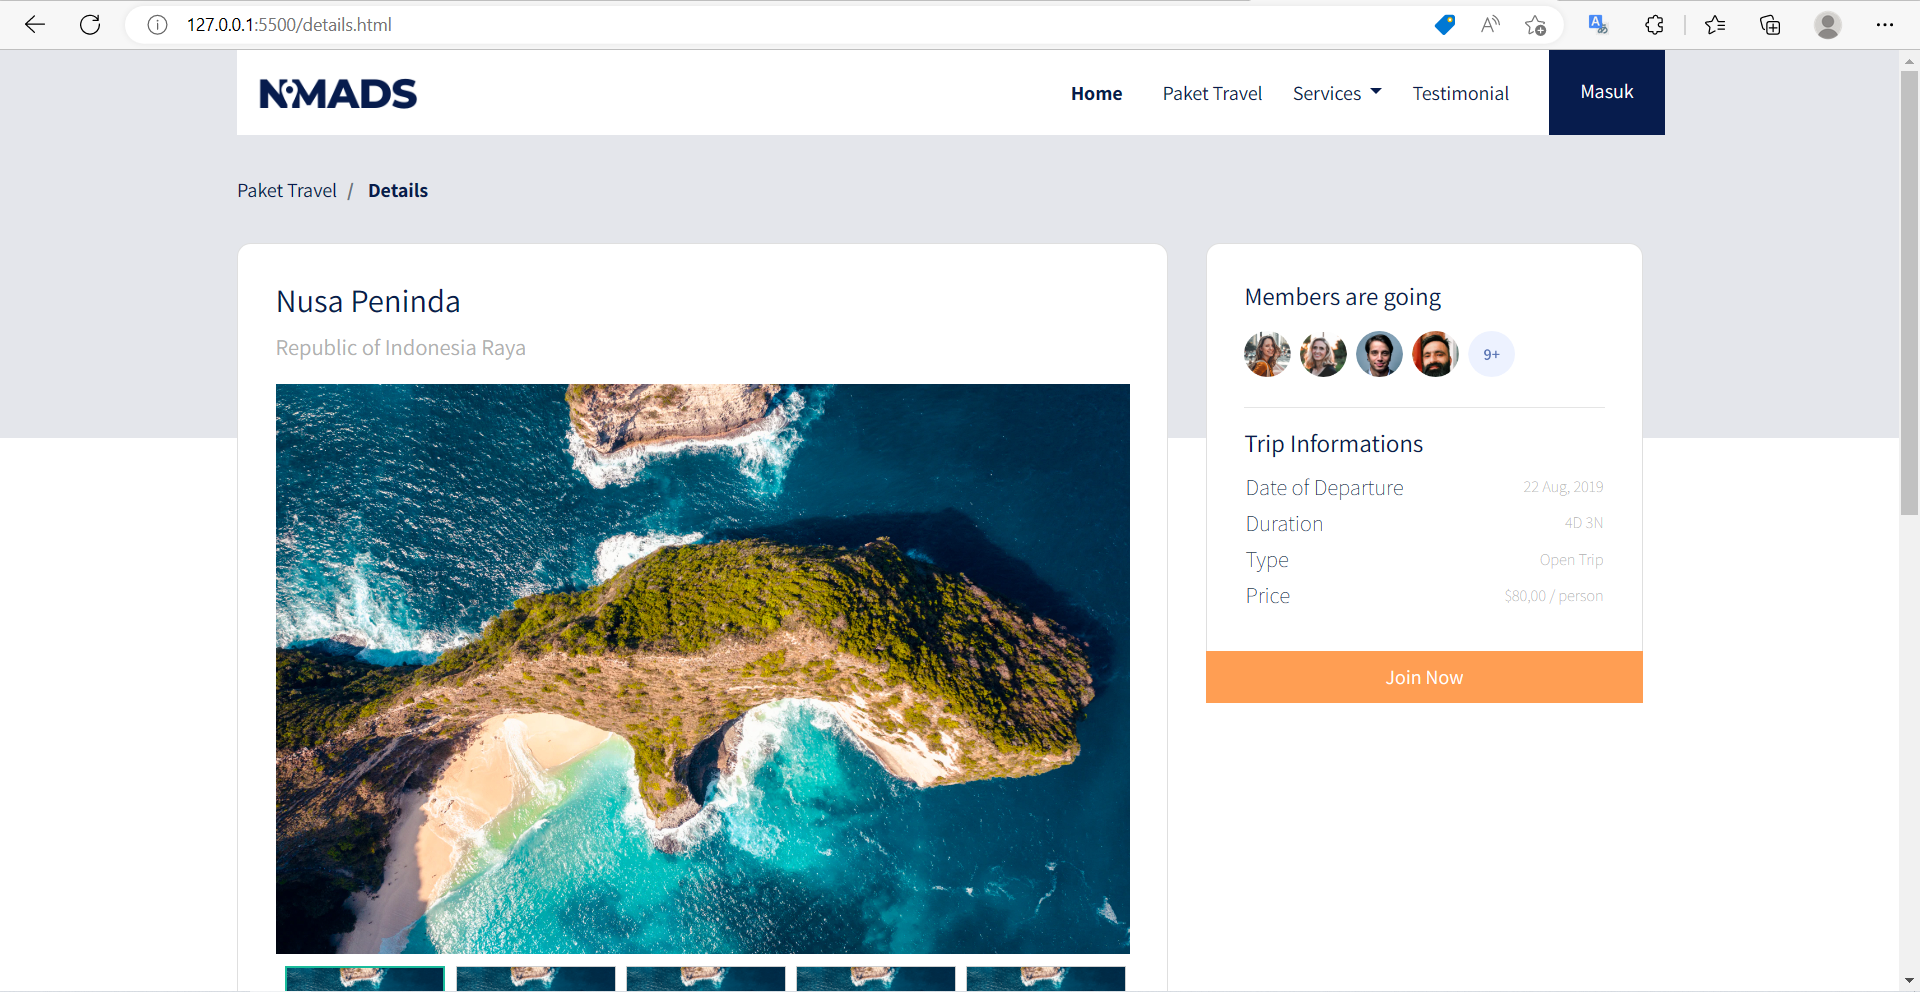 127.0.0.1:5500/details.html
NOMADS
Home Paket Travel Services Testimonial Masuk
Paket Travel / Details
Nusa Peninda
Republic of Indonesia Raya
Members are going
9+
Trip Informations
Date of Departure 22 Aug, 2019
Duration 4D 3N
Type Open Trip
Price $80,00 / person
Join Now